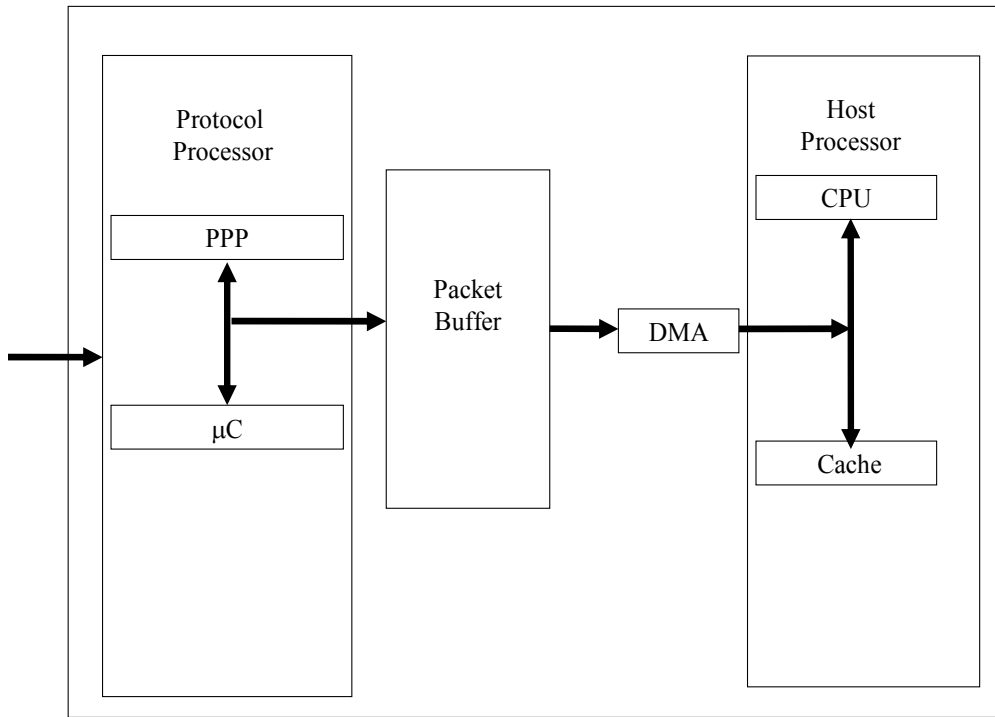 Protocol
Processor
PPP
μC
Packet
Buffer
DMA
Host
Processor
CPU
Cache